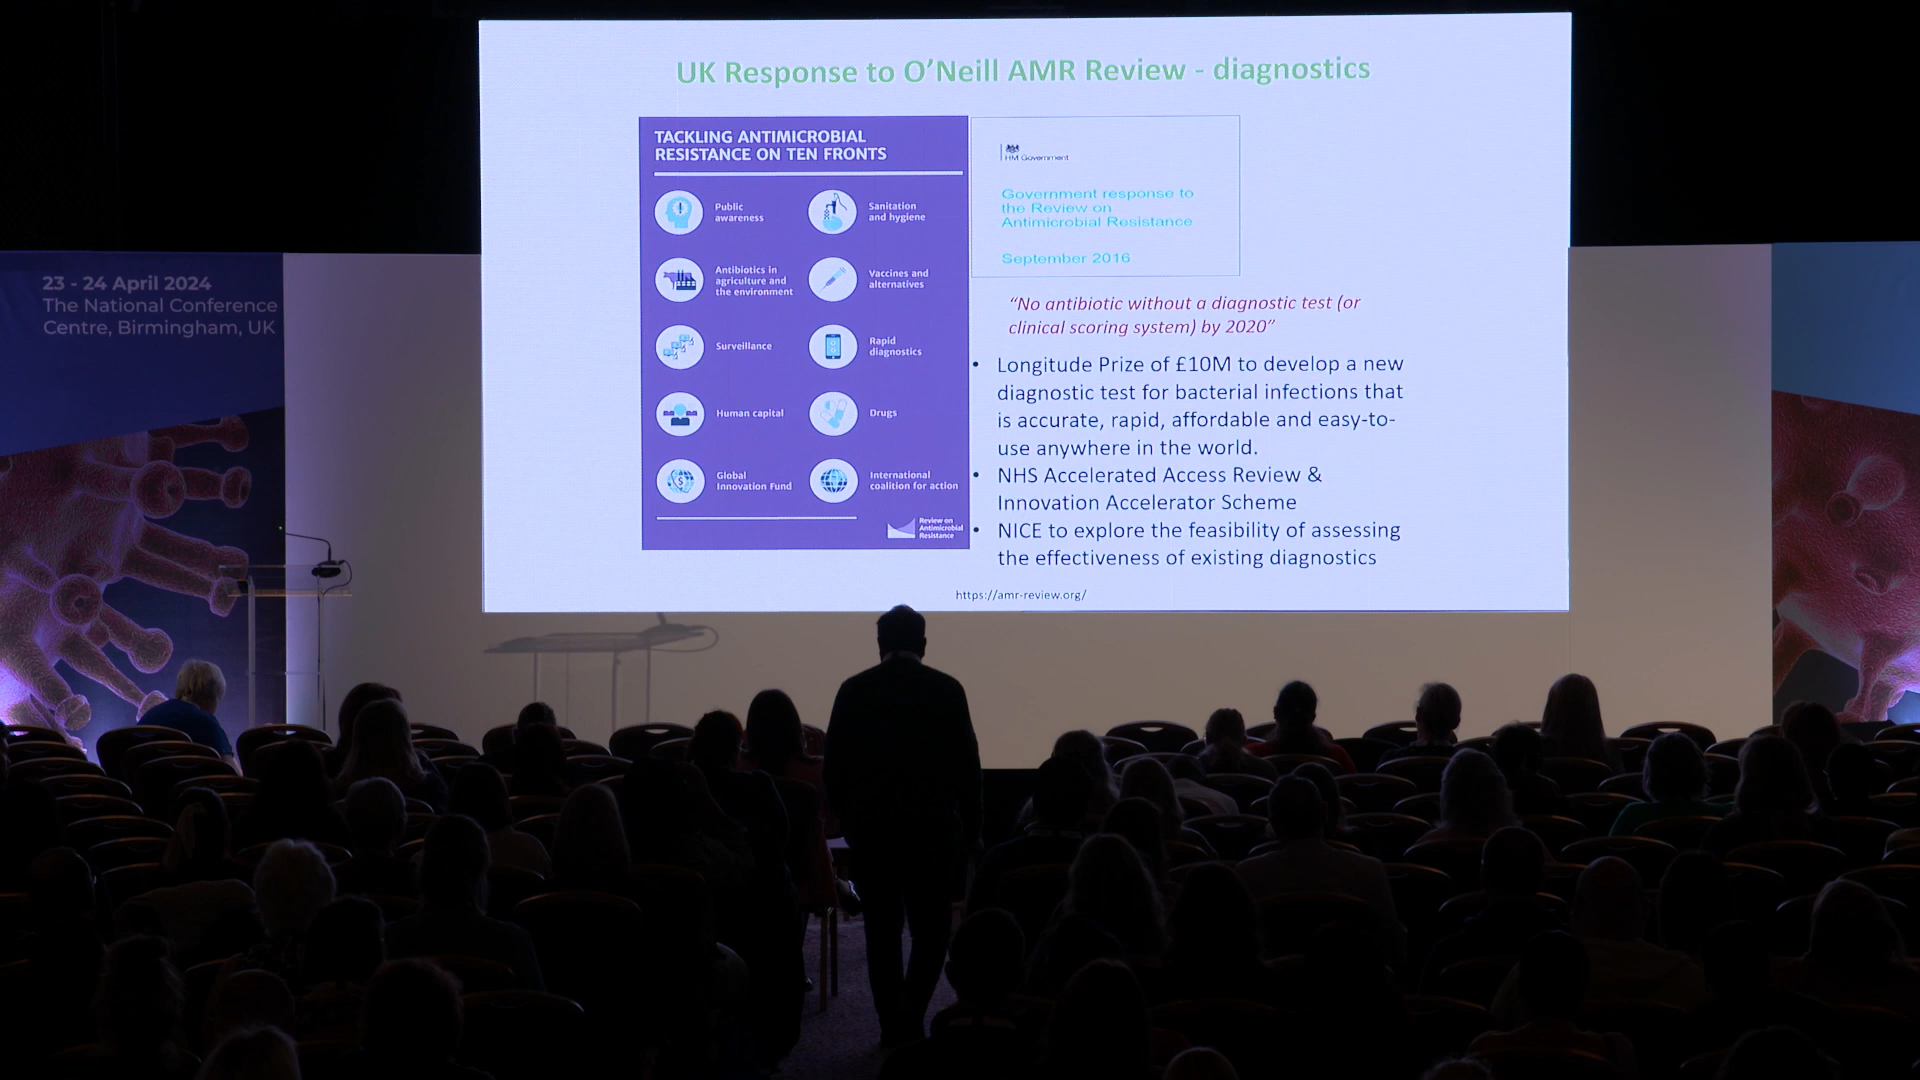 UK Response to O’Neill AMR Review - diagnostics
TACKLING ANTIMICROBIAL
RESISTANCE ON TEN FRONTS
Public
awareness
Sanitation
and hygiene
Antibiotics in
agriculture and
the environment
Vaccines and
alternatives
Surveillance
Rapid
diagnostics
Human capital
Drugs
Global
Innovation Fund
International
coalition for action
Review on
Antimicrobial
Resistance
HM Government
Government response to
the Review on
Antimicrobial Resistance
September 2016
“No antibiotic without a diagnostic test (or
clinical scoring system) by 2020”
• Longitude Prize of £10M to develop a new
diagnostic test for bacterial infections that
is accurate, rapid, affordable and easy-to-
use anywhere in the world.
• NHS Accelerated Access Review &
Innovation Accelerator Scheme
• NICE to explore the feasibility of assessing
the effectiveness of existing diagnostics
https://amr-review.org/
23 - 24 April 2024
The National Conference
Centre, Birmingham, UK